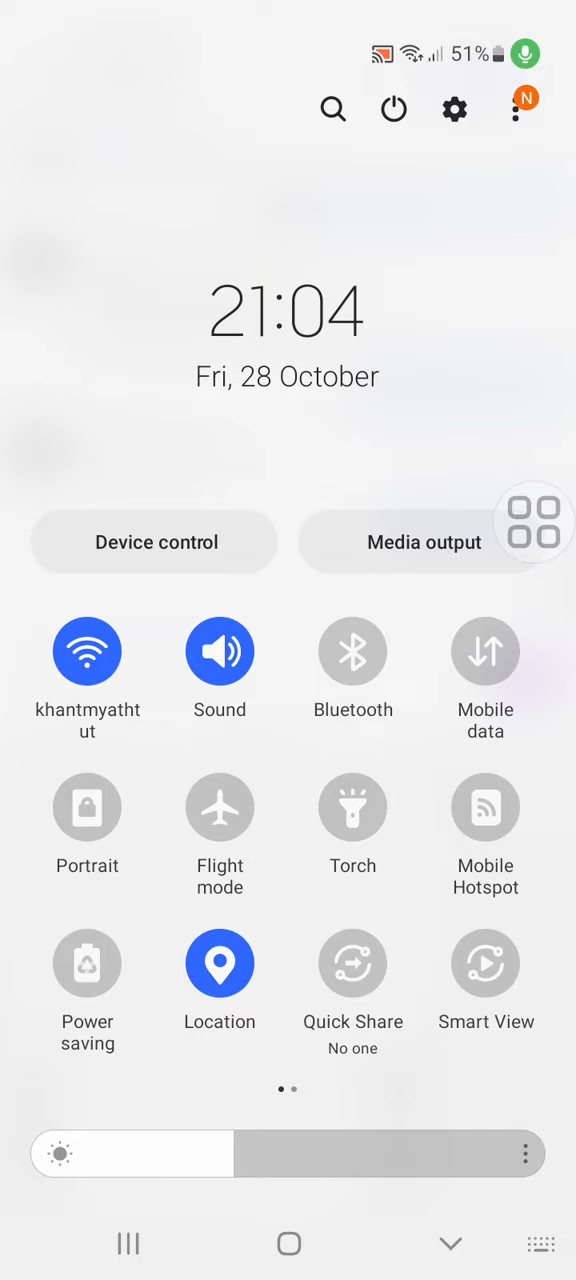 51%
N
21:04
Fri, 28 October
Device control
Media output
khantmyatht
ut
Sound
Bluetooth
Mobile
data
Portrait
Flight
mode
Torch
Mobile
Hotspot
Power
saving
Location
Quick Share
No one
Smart View